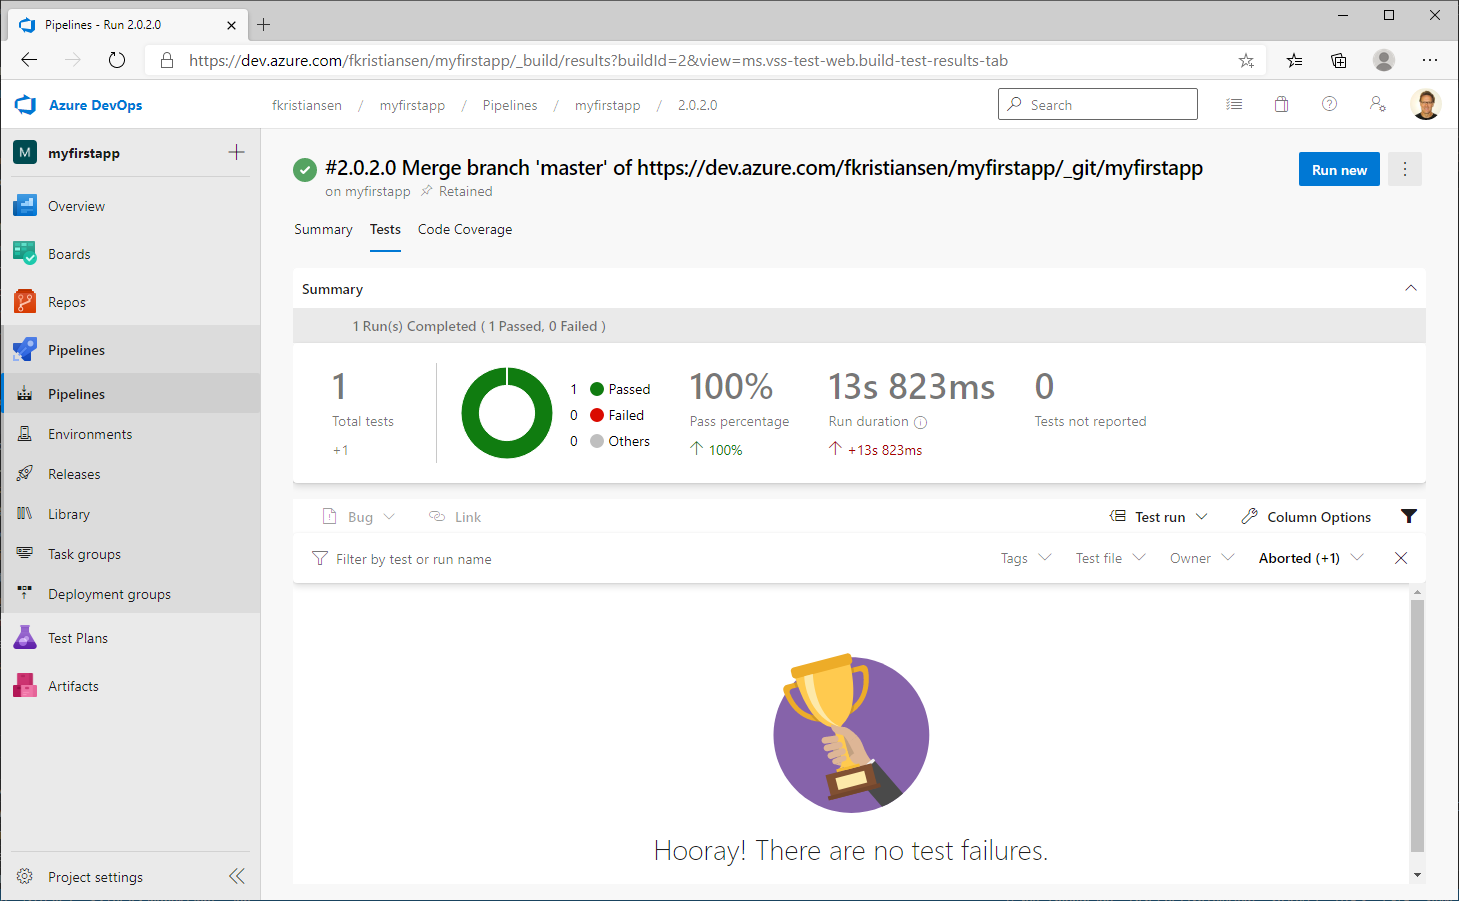 Pipelines - Run 2.0.2.0
https://dev.azure.com/fkristiansen/myfirstapp/_build/results?buildId=2&view=ms.vss-test-web.build-test-results-tab
Azure DevOps
fkristiansen / myfirstapp / Pipelines / myfirstapp / 2.0.2.0
Search
M myfirstapp
Overview
Boards
Repos
Pipelines
Pipelines
Environments
Releases
Library
Task groups
Deployment groups
Test Plans
Artifacts
Project settings
#2.0.2.0 Merge branch 'master' of https://dev.azure.com/fkristiansen/myfirstapp/_git/myfirstapp
on myfirstapp Retained
Run new
Summary Tests Code Coverage
Summary
1 Run(s) Completed ( 1 Passed, 0 Failed )
1
Total tests
+1
1 Passed
0 Failed
0 Others
100%
Pass percentage
100%
13s 823ms
Run duration
+13s 823ms
0
Tests not reported
Bug Link Test run Column Options
Filter by test or run name Tags Test file Owner Aborted (+1)
Hooray! There are no test failures.